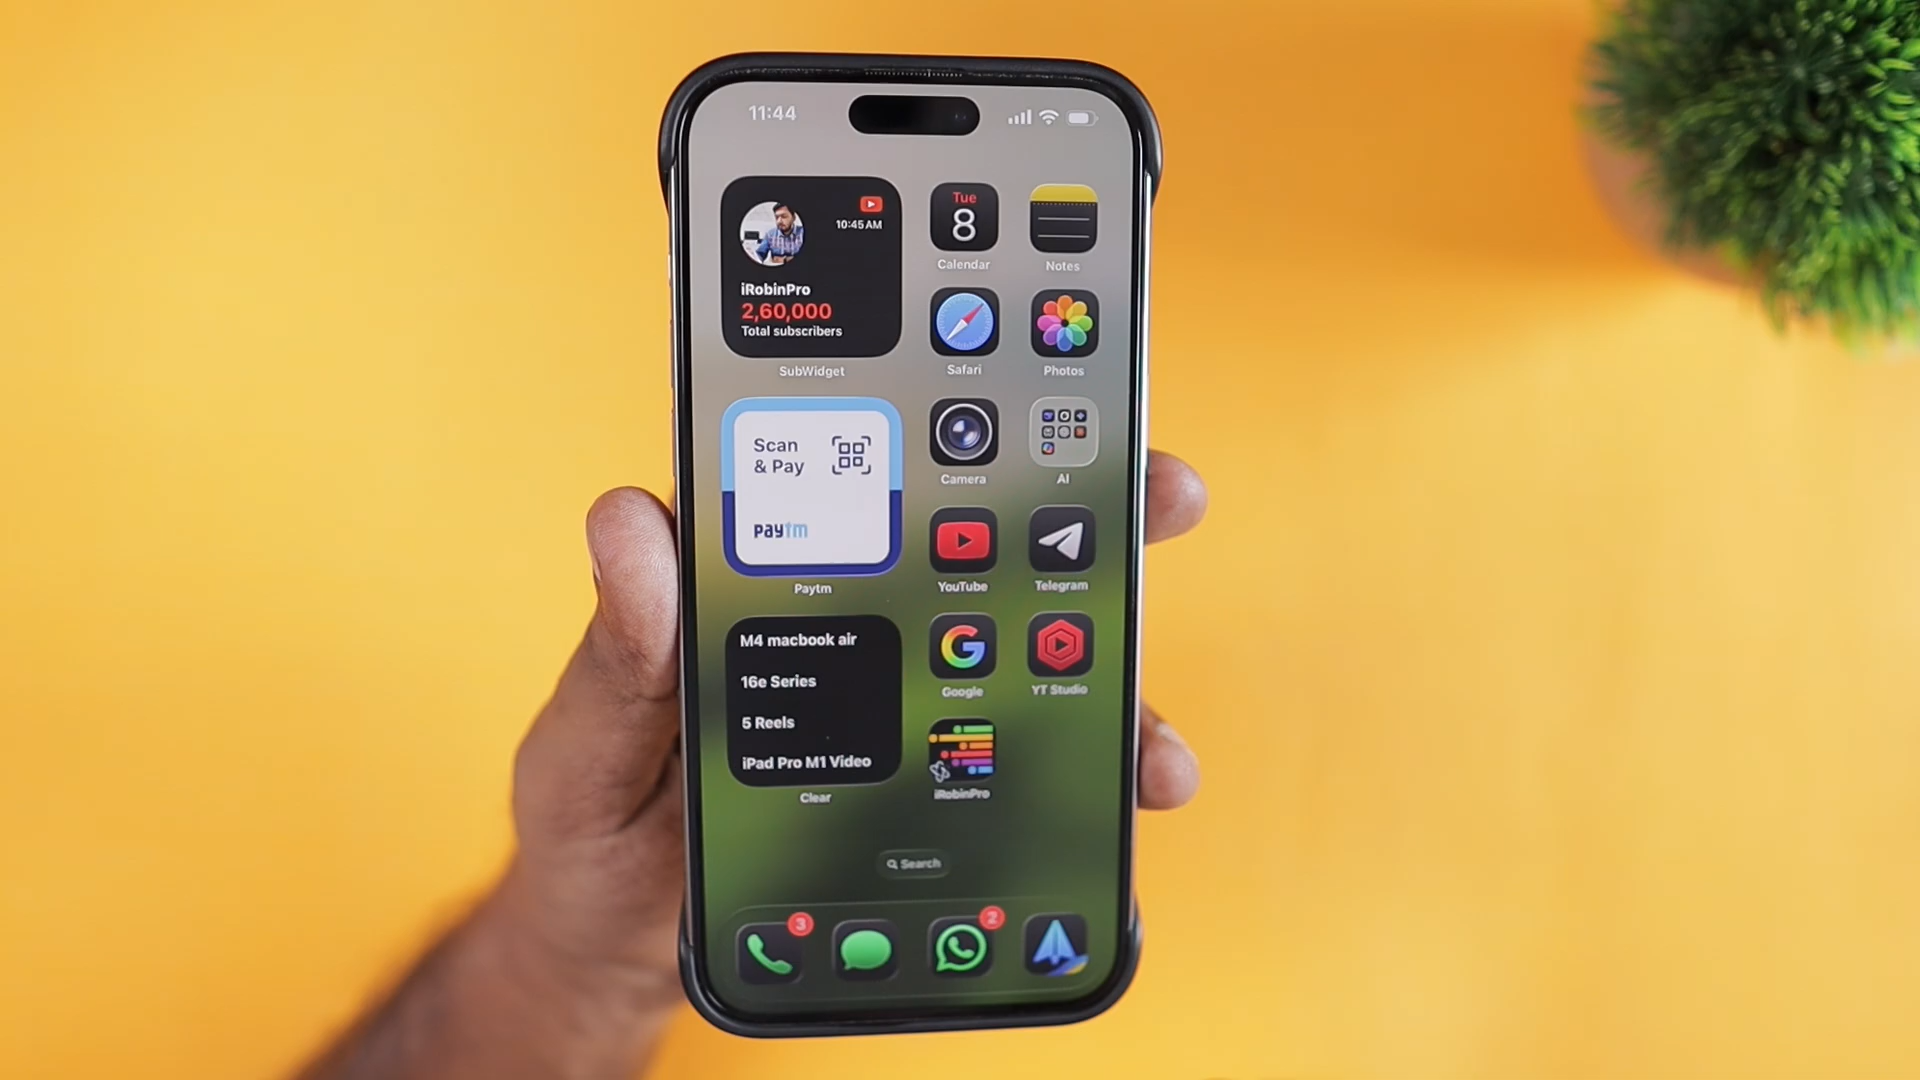 11:44
10:45 AM
iRobinPro
2,60,000
Total subscribers
SubWidget
Tue
8
Calendar
Notes
Safari
Photos
Scan
& Pay
paytm
Paytm
Camera
AI
YouTube
Telegram
M4 macbook air
16e Series
5 Reels
iPad Pro M1 Video
Clear
Google
YT Studio
iRobinPro
Search
3
2